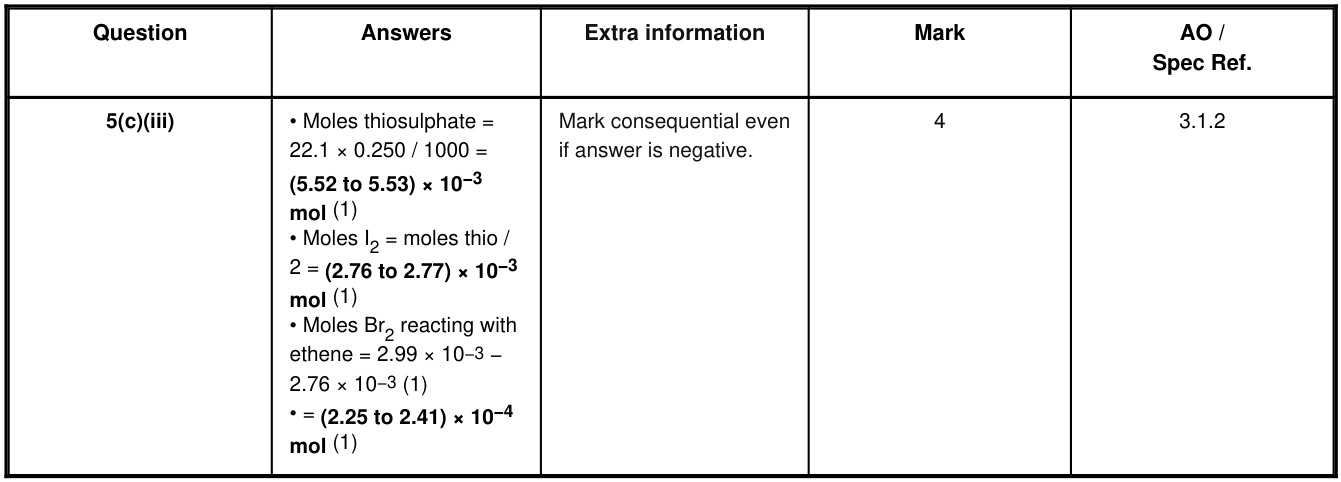 Question Answers Extra information Mark AO /
Spec Ref.
5(c)(iii) • Moles thiosulphate = Mark consequential even 4 3.1.2
22.1 × 0.250 / 1000 = if answer is negative.
(5.52 to 5.53) × 10⁻³
mol (1)
• Moles I₂ = moles thio /
2 = (2.76 to 2.77) × 10⁻³
mol (1)
• Moles Br₂ reacting with
ethene = 2.99 × 10⁻³ –
2.76 × 10⁻³ (1)
• = (2.25 to 2.41) × 10⁻⁴
mol (1)